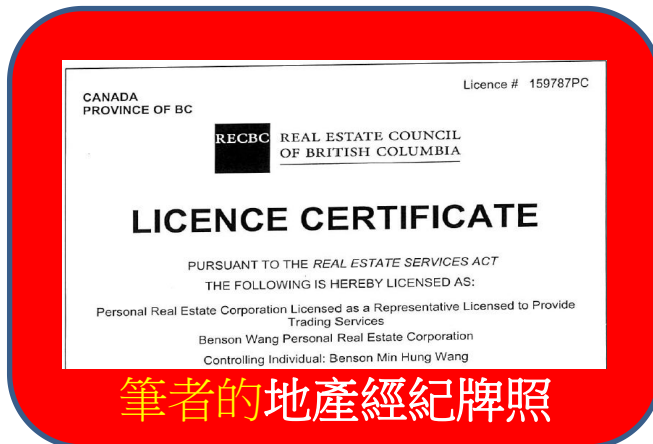 CANADA
PROVINCE OF BC
Licence # 159787PC
RECBC
REAL ESTATE COUNCIL
OF BRITISH COLUMBIA
LICENCE CERTIFICATE
PURSUANT TO THE REAL ESTATE SERVICES ACT
THE FOLLOWING IS HEREBY LICENSED AS:
Personal Real Estate Corporation Licensed as a Representative Licensed to Provide
Trading Services
Benson Wang Personal Real Estate Corporation
Controlling Individual: Benson Min Hung Wang
筆者的地產經紀牌照